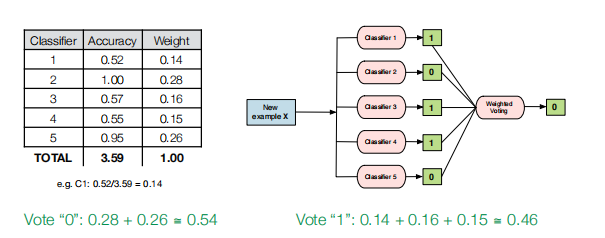 Classifier Accuracy Weight
1 0.52 0.14
2 1.00 0.28
3 0.57 0.16
4 0.55 0.15
5 0.95 0.26
TOTAL 3.59 1.00
e.g. C1: 0.52/3.59 = 0.14
New
example X
Classifier 1
1
Classifier 2
0
Classifier 3
1
Classifier 4
1
Classifier 5
0
Weighted
Voting
0
Vote “0”: 0.28 + 0.26 ≅ 0.54
Vote “1”: 0.14 + 0.16 + 0.15 ≅ 0.46